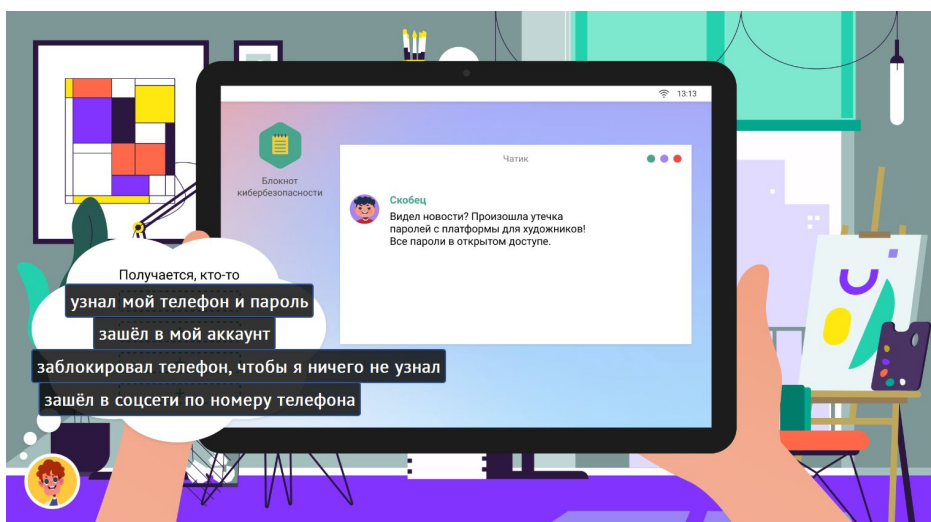 13:13
Блокнот
кибербезопасности
Чатик
Скобец
Видел новости? Произошла утечка
паролей с платформы для художников!
Все пароли в открытом доступе.
Получается, кто-то
узнал мой телефон и пароль
зашёл в мой аккаунт
заблокировал телефон, чтобы я ничего не узнал
зашёл в соцсети по номеру телефона